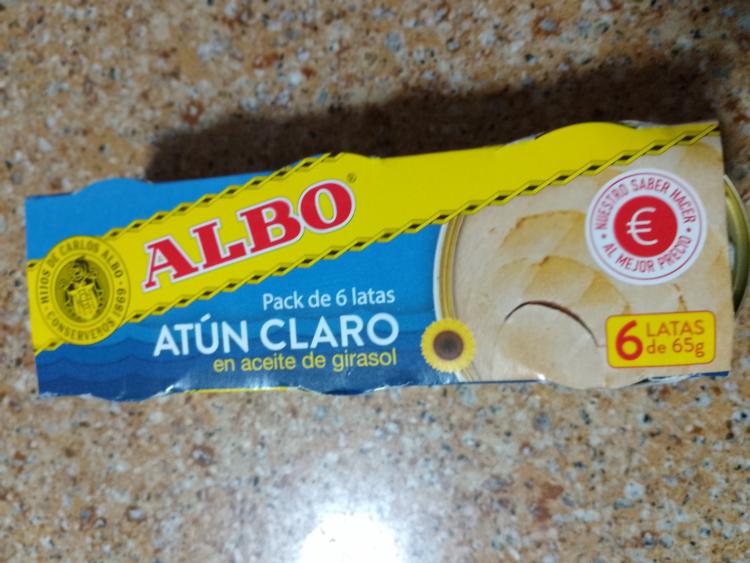 HIJOS DE CARLOS ALBO
CONSERVEROS 1869
ALBO®
Pack de 6 latas
ATÚN CLARO
en aceite de girasol
NUESTRO SABER HACER
€
AL MEJOR PRECIO
6 LATAS
de 65g